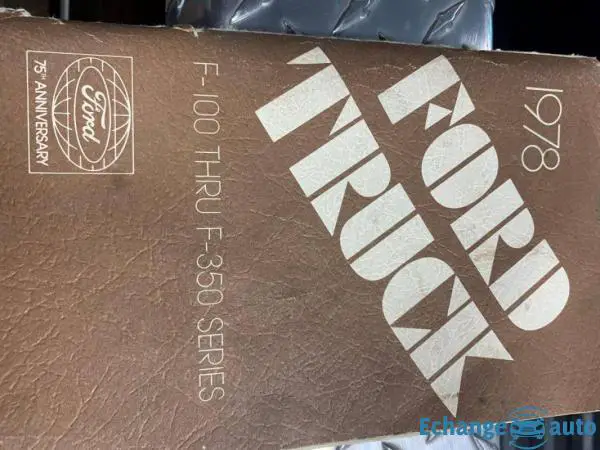 1978
FORD
TRUCK
F-100 THRU F-350 SERIES
Ford
75TH ANNIVERSARY
Echange auto